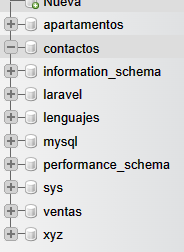 Nueva
apartamentos
contactos
information_schema
laravel
lenguajes
mysql
performance_schema
sys
ventas
xyz